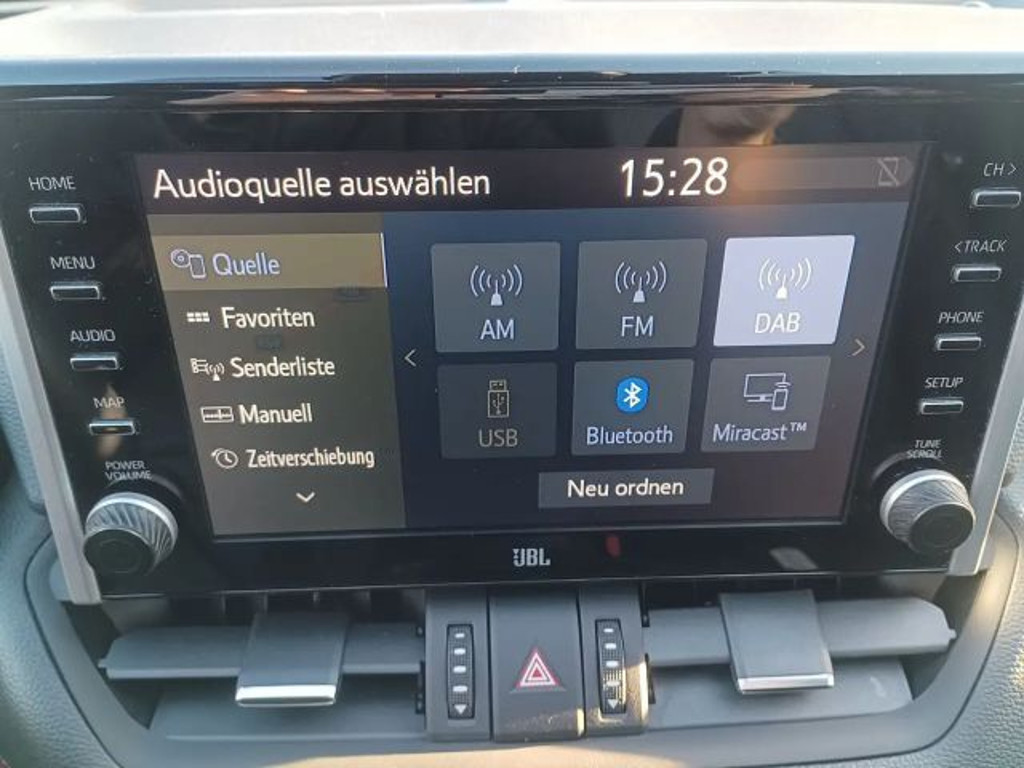 Audioquelle auswählen 15:28
HOME
MENU
AUDIO
MAP
POWER
VOLUME
Quelle
Favoriten
Senderliste
Manuell
Zeitverschiebung
AM
FM
DAB
USB
Bluetooth
Miracast™
Neu ordnen
CH >
<TRACK
PHONE
SETUP
TUNE
SCROLL
JBL